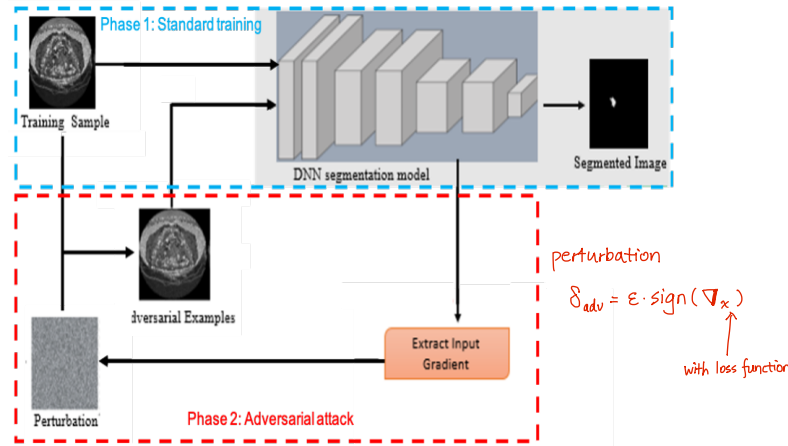 Phase 1: Standard training
Training Sample
DNN segmentation model
Segmented Image
dversarial Examples
perturbation
δadv = ε·sign(∇x)
with loss function
Extract Input
Gradient
Perturbation
Phase 2: Adversarial attack